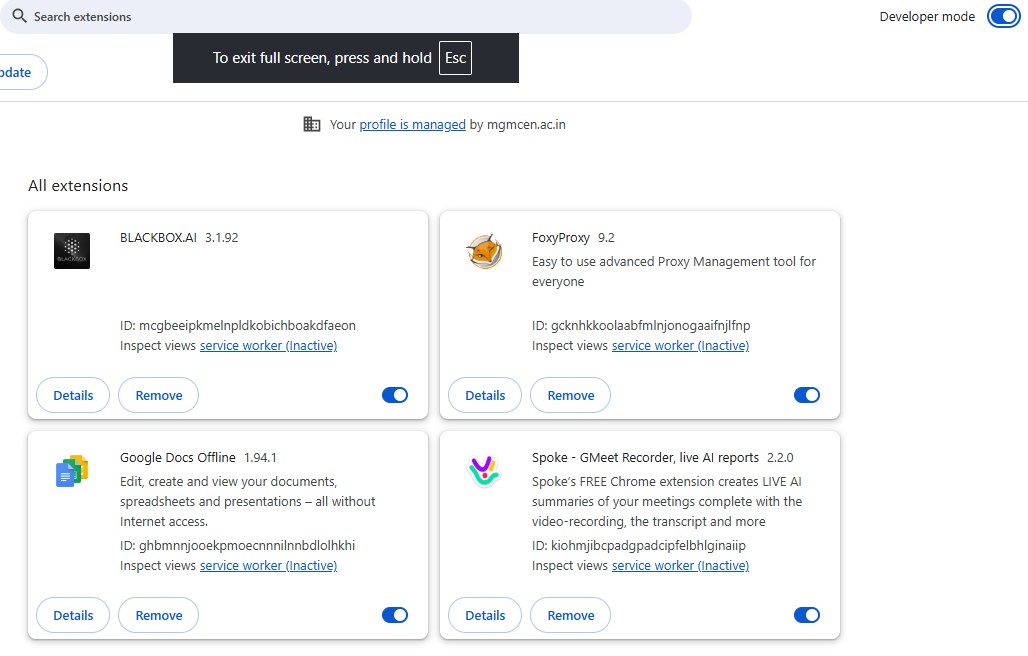 Search extensions
Developer mode
To exit full screen, press and hold Esc
pdate
Your profile is managed by mgmcen.ac.in
All extensions
BLACKBOX.AI 3.1.92
BLACKBOX
ID: mcgbeeipkmelnpldkobichboakdfaeon
Inspect views service worker (Inactive)
Details
Remove
FoxyProxy 9.2
Easy to use advanced Proxy Management tool for
everyone
ID: gcknhkkoolaabfmlnjonogaaifnjlfnp
Inspect views service worker (Inactive)
Details
Remove
Google Docs Offline 1.94.1
Edit, create and view your documents,
spreadsheets and presentations – all without
Internet access.
ID: ghbmnnjooekpmoecnnnilnnbdlolhkhi
Inspect views service worker (Inactive)
Details
Remove
Spoke - GMeet Recorder, live AI reports 2.2.0
Spoke's FREE Chrome extension creates LIVE AI
summaries of your meetings complete with the
video-recording, the transcript and more
ID: kiohmjibcpadgpadcipfelbhlginaiip
Inspect views service worker (Inactive)
Details
Remove